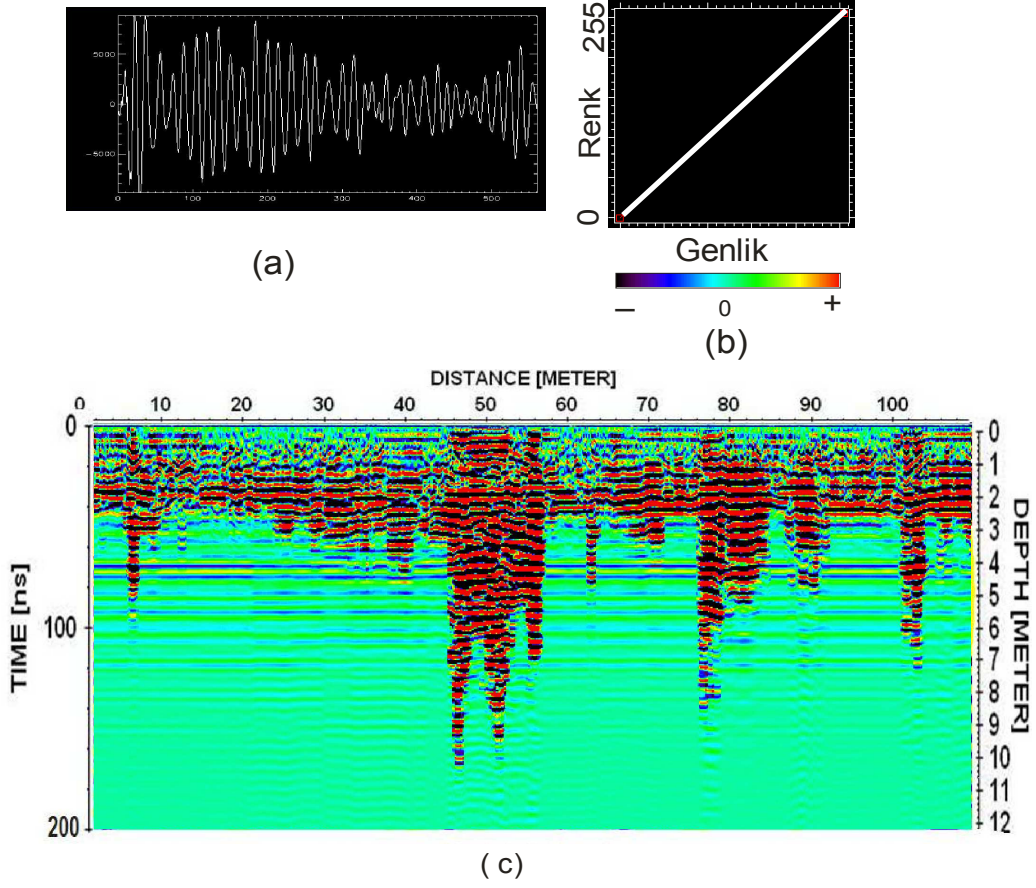 5000
0
−5000
0 100 200 300 400 500
(a)
255
Renk
0
Genlik
– 0 +
(b)
DISTANCE [METER]
0 10 20 30 40 50 60 70 80 90 100
0
100
200
TIME [ns]
0
1
2
3
4
5
6
7
8
9
10
11
12
DEPTH [METER]
( c)